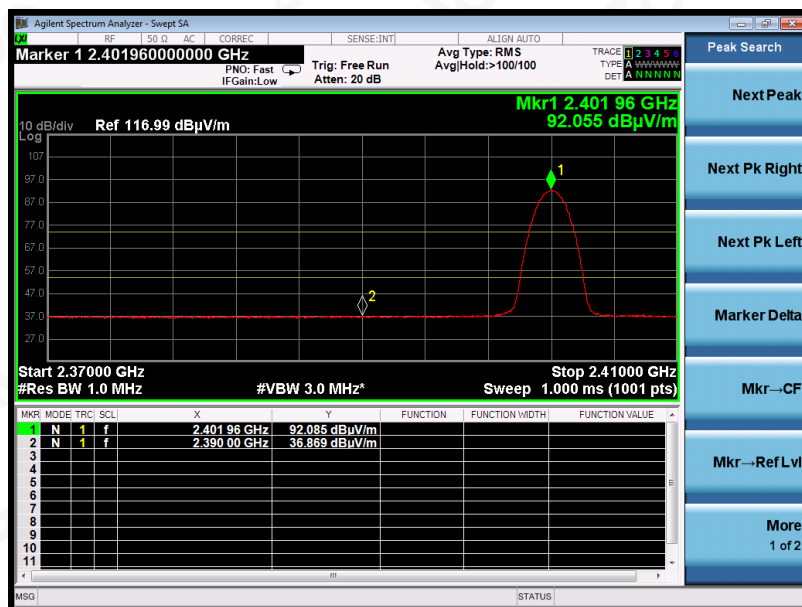 Agilent Spectrum Analyzer - Swept SA
LXI RF 50 Ω AC CORREC SENSE:INT ALIGN AUTO
Marker 1 2.401960000000 GHz
PNO: Fast
IFGain:Low
Trig: Free Run
Atten: 20 dB
Avg Type: RMS
Avg|Hold:>100/100
TRACE 1 2 3 4 5 6
TYPE A WWWWW
DET A N N N N N
Mkr1 2.401 96 GHz
92.055 dBµV/m
10 dB/div Ref 116.99 dBµV/m
Log
107
97.0
87.0
77.0
67.0
57.0
47.0
37.0
27.0
1
2
Start 2.37000 GHz Stop 2.41000 GHz
#Res BW 1.0 MHz #VBW 3.0 MHz* Sweep 1.000 ms (1001 pts)
MKR MODE TRC SCL X Y FUNCTION FUNCTION WIDTH FUNCTION VALUE
1 N 1 f 2.401 96 GHz 92.085 dBµV/m
2 N 1 f 2.390 00 GHz 36.869 dBµV/m
3
4
5
6
7
8
9
10
11
MSG STATUS
Peak Search
Next Peak
Next Pk Right
Next Pk Left
Marker Delta
Mkr→CF
Mkr→Ref Lvl
More
1 of 2